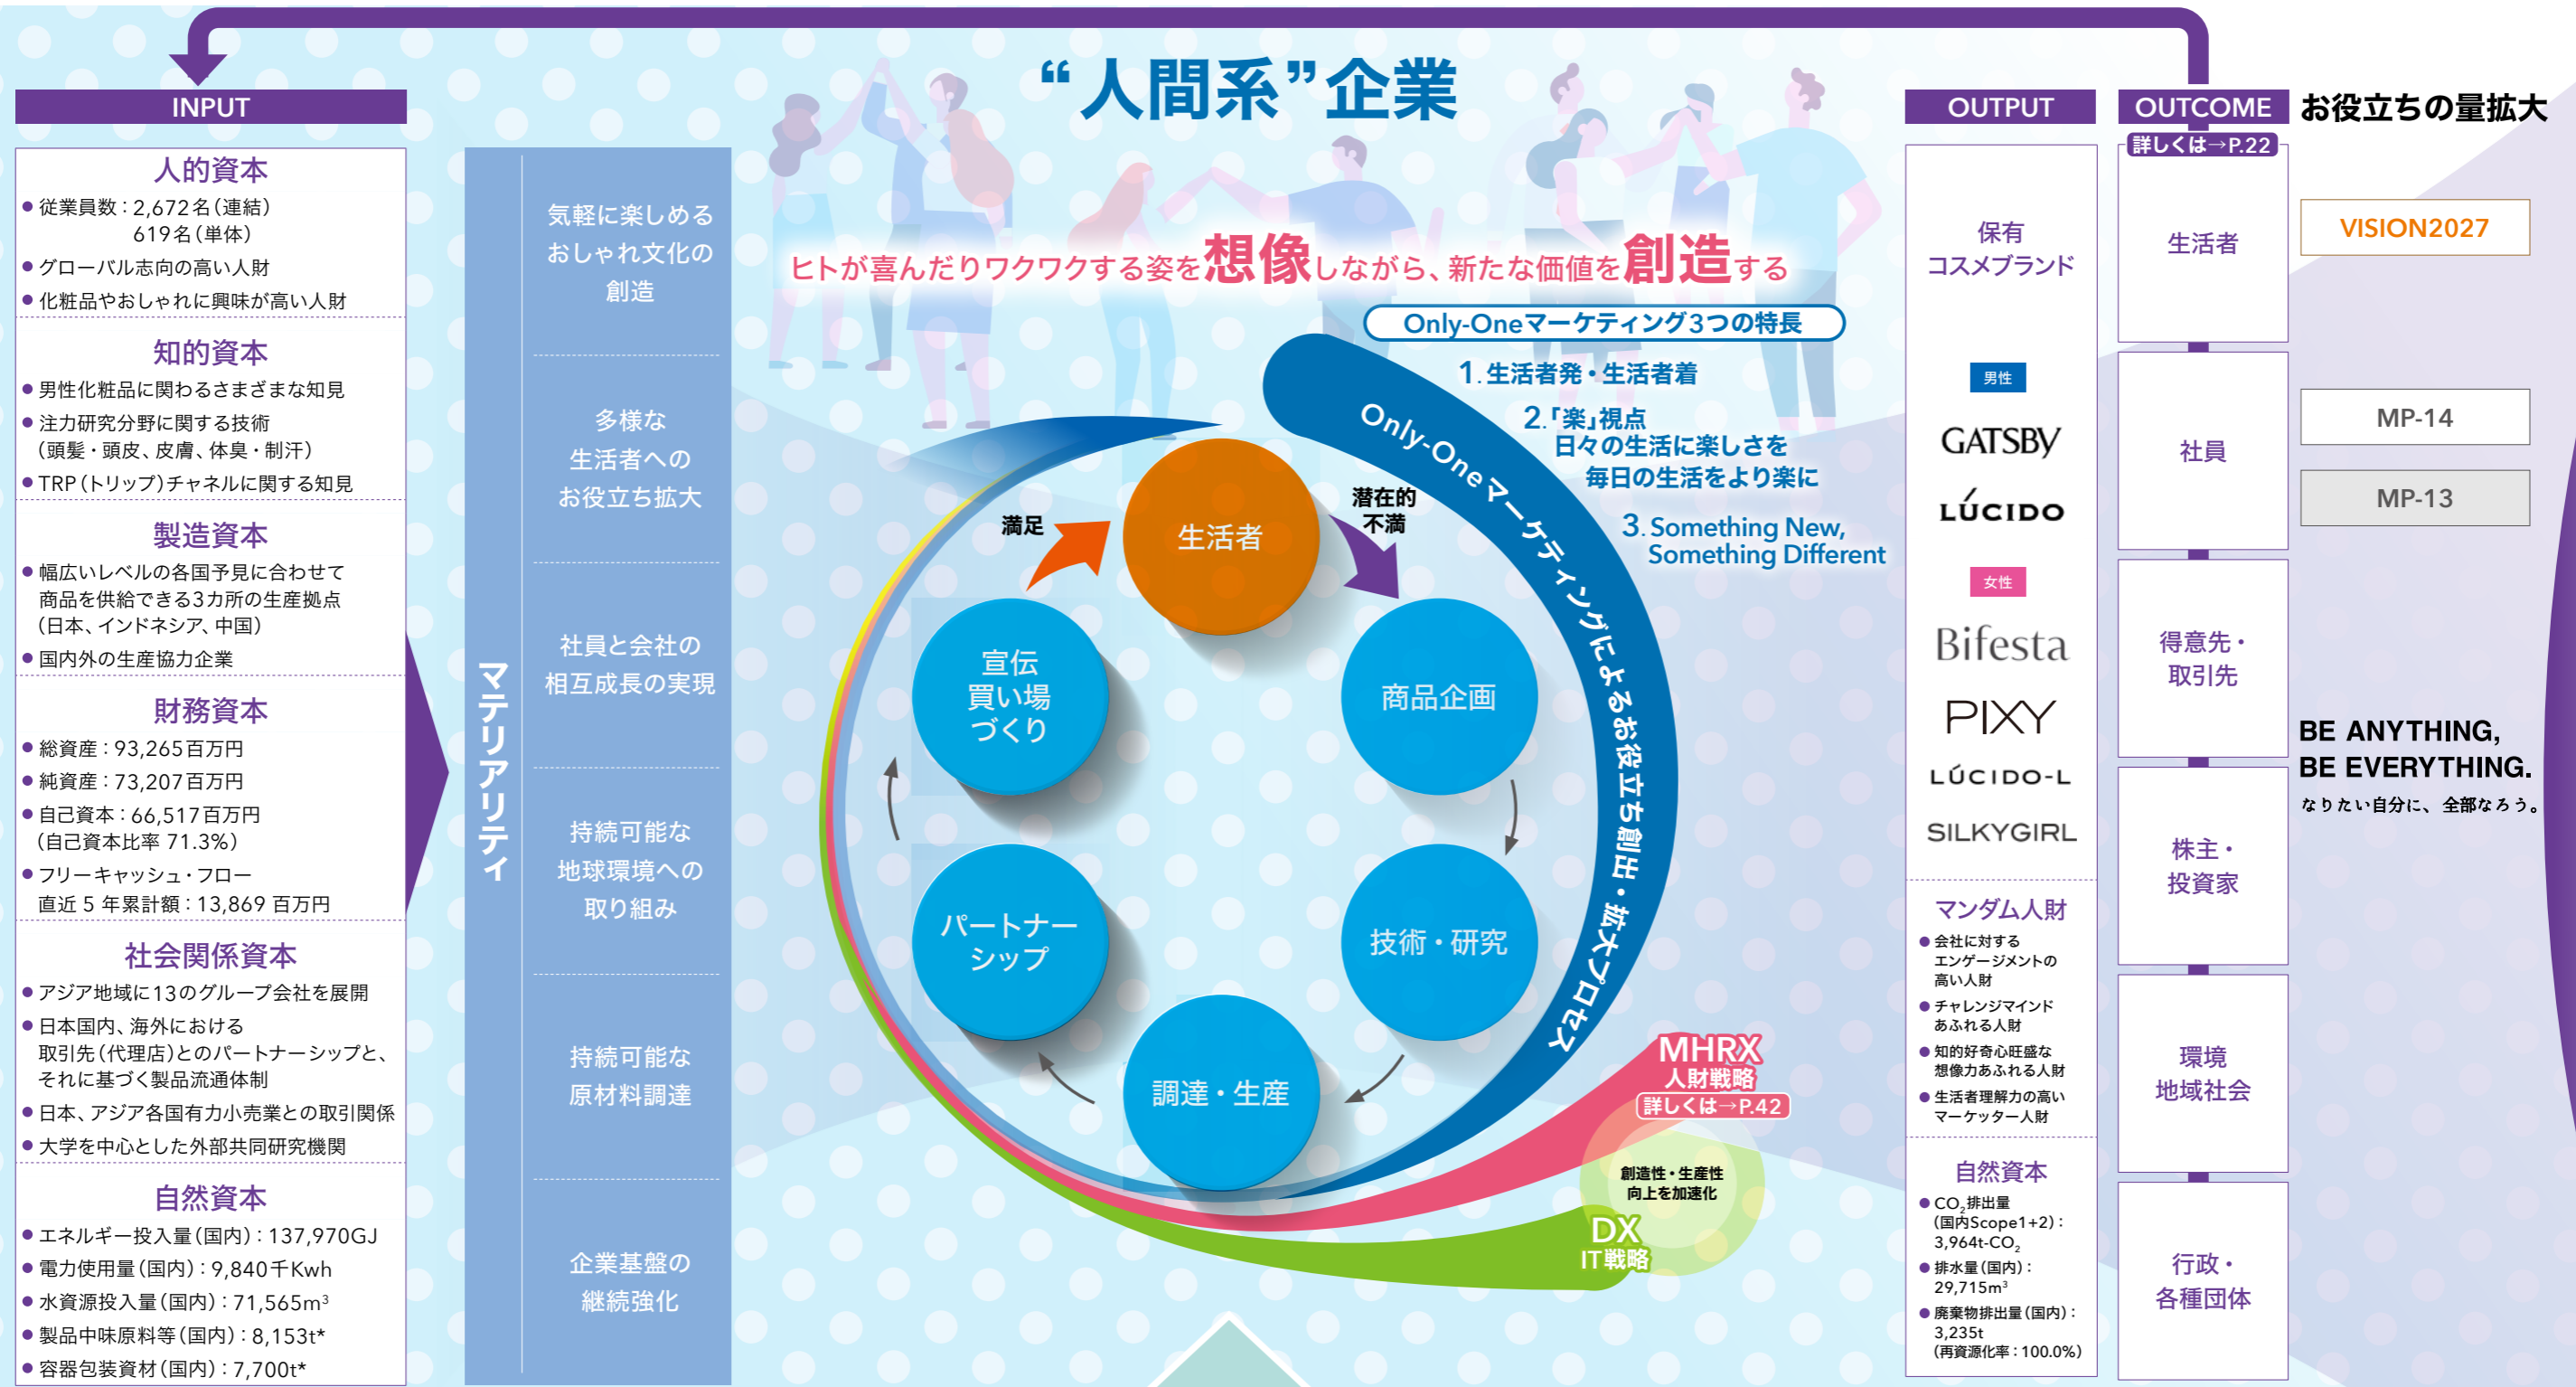 “人間系”企業
INPUT
人的資本
●従業員数：2,672名（連結）
619名（単体）
●グローバル志向の高い人財
●化粧品やおしゃれに興味が高い人財
知的資本
●男性化粧品に関わるさまざまな知見
●注力研究分野に関する技術
（頭髪・頭皮、皮膚、体臭・制汗）
●TRP（トリップ）チャネルに関する知見
製造資本
●幅広いレベルの各国予見に合わせて
商品を供給できる3カ所の生産拠点
（日本、インドネシア、中国）
●国内外の生産協力企業
財務資本
●総資産：93,265百万円
●純資産：73,207百万円
●自己資本：66,517百万円
（自己資本比率 71.3%）
●フリーキャッシュ・フロー
直近 5 年累計額：13,869 百万円
社会関係資本
●アジア地域に13のグループ会社を展開
●日本国内、海外における
取引先（代理店）とのパートナーシップと、
それに基づく製品流通体制
●日本、アジア各国有力小売業との取引関係
●大学を中心とした外部共同研究機関
自然資本
●エネルギー投入量（国内）：137,970GJ
●電力使用量（国内）：9,840千Kwh
●水資源投入量（国内）：71,565m³
●製品中味原料等（国内）：8,153t*
●容器包装資材（国内）：7,700t*
マテリアリティ
気軽に楽しめる
おしゃれ文化の
創造
多様な
生活者への
お役立ち拡大
社員と会社の
相互成長の実現
持続可能な
地球環境への
取り組み
持続可能な
原材料調達
企業基盤の
継続強化
ヒトが喜んだりワクワクする姿を想像しながら、新たな価値を創造する
Only-Oneマーケティング3つの特長
1.生活者発・生活者着
2.「楽」視点
日々の生活に楽しさを
毎日の生活をより楽に
3.Something New,
Something Different
Only-Oneマーケティングによるお役立ち創出・拡大プロセス
満足
生活者
潜在的
不満
商品企画
技術・研究
調達・生産
パートナー
シップ
宣伝
買い場
づくり
MHRX
人財戦略
詳しくは→P.42
創造性・生産性
向上を加速化
DX
IT戦略
OUTPUT
保有
コスメブランド
男性
GATSBY
LÚCIDO
女性
Bifesta
PIXY
LÚCIDO-L
SILKYGIRL
マンダム人財
●会社に対する
エンゲージメントの
高い人財
●チャレンジマインド
あふれる人財
●知的好奇心旺盛な
想像力あふれる人財
●生活者理解力の高い
マーケッター人財
自然資本
●CO₂排出量
（国内Scope1+2）：
3,964t-CO₂
●排水量（国内）：
29,715m³
●廃棄物排出量（国内）：
3,235t
（再資源化率：100.0%）
OUTCOME
詳しくは→P.22
生活者
社員
得意先・
取引先
株主・
投資家
環境
地域社会
行政・
各種団体
お役立ちの量拡大
VISION2027
MP-14
MP-13
BE ANYTHING,
BE EVERYTHING.
なりたい自分に、全部なろう。